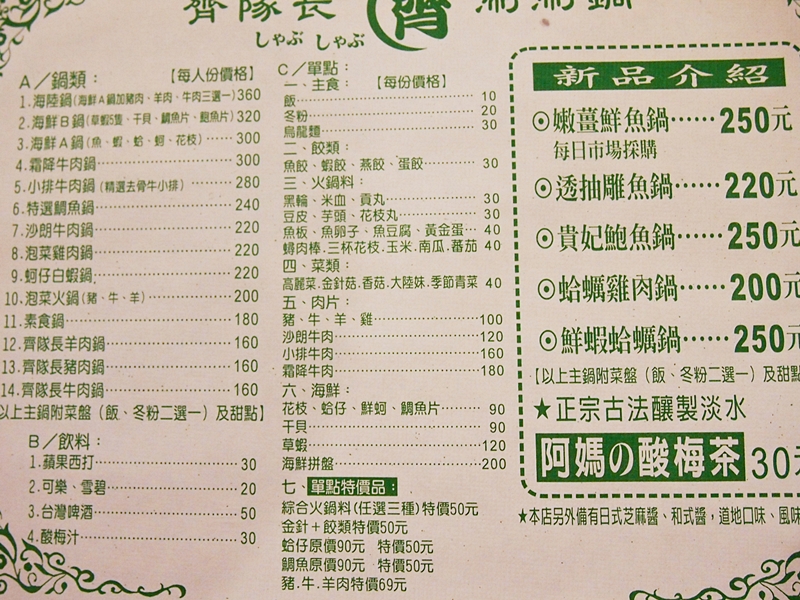 齊隊長 齊 涮涮鍋
しゃぶ しゃぶ
A／鍋類： 【每人份價格】
1.海陸鍋(海鮮A鍋加豬肉、羊肉、牛肉三選一)360
2.海鮮B鍋(草蝦5隻、干貝、鯛魚片、鮑魚片)320
3.海鮮A鍋(魚、蝦、蛤、蚵、花枝)……300
4.霜降牛肉鍋……300
5.小排牛肉鍋(精選去骨牛小排)……280
6.特選鯛魚鍋……240
7.沙朗牛肉鍋……220
8.泡菜雞肉鍋……220
9.蚵仔白蝦鍋……220
10.泡菜火鍋(豬、牛、羊)……200
11.素食鍋……180
12.齊隊長羊肉鍋……160
13.齊隊長豬肉鍋……160
14.齊隊長牛肉鍋……160
以上主鍋附菜盤（飯、冬粉二選一）及甜點】
B／飲料：
1.蘋果西打……30
2.可樂、雪碧……20
3.台灣啤酒……50
4.酸梅汁……30
C／單點：
一、主食： 【每份價格】
飯……10
冬粉……20
烏龍麵……30
二、餃類：
魚餃、蝦餃、燕餃、蛋餃……30
三、火鍋料：
黑輪、米血、貢丸……30
豆皮、芋頭、花枝丸……30
魚板、魚卵子、魚豆腐、黃金蛋…40
蟳肉棒.三杯花枝.玉米.南瓜.蕃茄 40
四、菜類：
高麗菜.金針菇.香菇.大陸妹.季節青菜 40
五、肉片：
豬、牛、羊、雞……100
沙朗牛肉……120
小排牛肉……160
霜降牛肉……180
六、海鮮：
花枝、蛤仔、鮮蚵、鯛魚片……90
干貝……90
草蝦……120
海鮮拼盤……200
七、單點特價品：
綜合火鍋料(任選三種)特價50元
金針＋餃類特價50元
蛤仔原價90元 特價50元
鯛魚原價90元 特價50元
豬.牛.羊肉特價69元
新品介紹
⊙嫩薑鮮魚鍋……250元
每日市場採購
⊙透抽雕魚鍋……220元
⊙貴妃鮑魚鍋……250元
⊙蛤蠣雞肉鍋……200元
⊙鮮蝦蛤蠣鍋……250元
【以上主鍋附菜盤（飯、冬粉二選一）及甜點
★正宗古法釀製淡水
阿媽の酸梅茶30元
★本店另外備有日式芝麻醬、和式醬，道地口味、風味